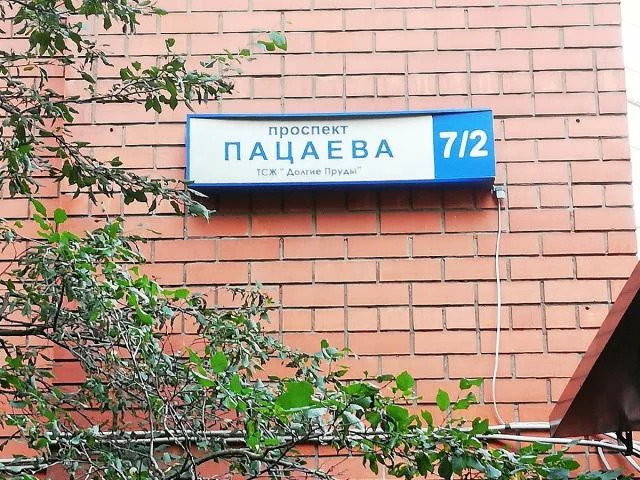 проспект
ПАЦАЕВА
7/2
ТСЖ "Долгие Пруды"